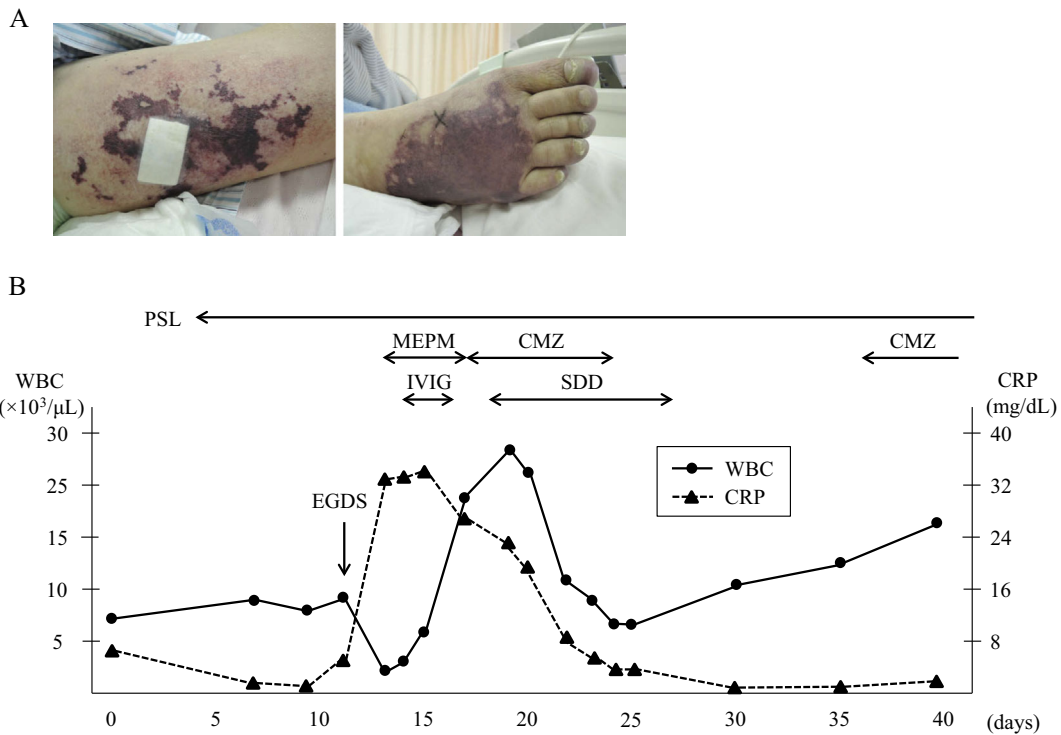 A
B
PSL
MEPM
CMZ
CMZ
IVIG
SDD
WBC
(×10³/μL)
CRP
(mg/dL)
30
25
15
10
5
40
32
24
16
8
EGDS
WBC
CRP
0 5 10 15 20 25 30 35 40 (days)